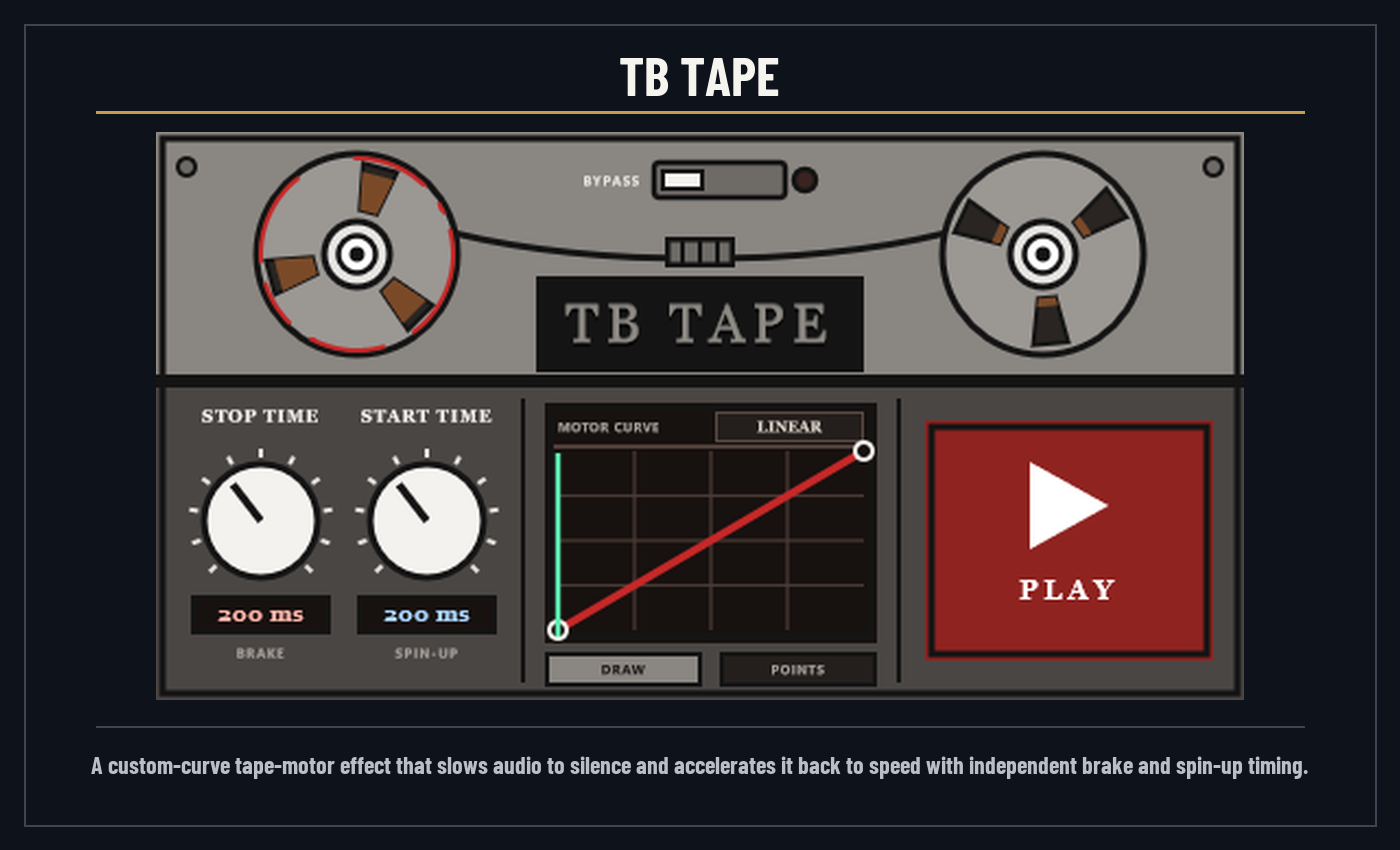 TB TAPE
BYPASS
TB TAPE
STOP TIME
START TIME
MOTOR CURVE
LINEAR
PLAY
200 ms
200 ms
BRAKE
SPIN-UP
DRAW
POINTS
A custom-curve tape-motor effect that slows audio to silence and accelerates it back to speed with independent brake and spin-up timing.